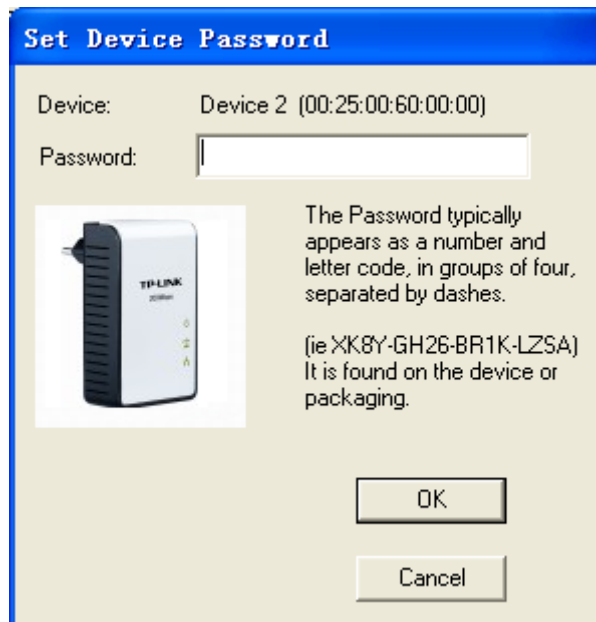 Set Device Password
Device: Device 2 (00:25:00:60:00:00)
Password:
The Password typically
appears as a number and
letter code, in groups of four,
separated by dashes.
TP-LINK
200Mbps
(ie XK8Y-GH26-BR1K-LZSA)
It is found on the device or
packaging.
OK
Cancel